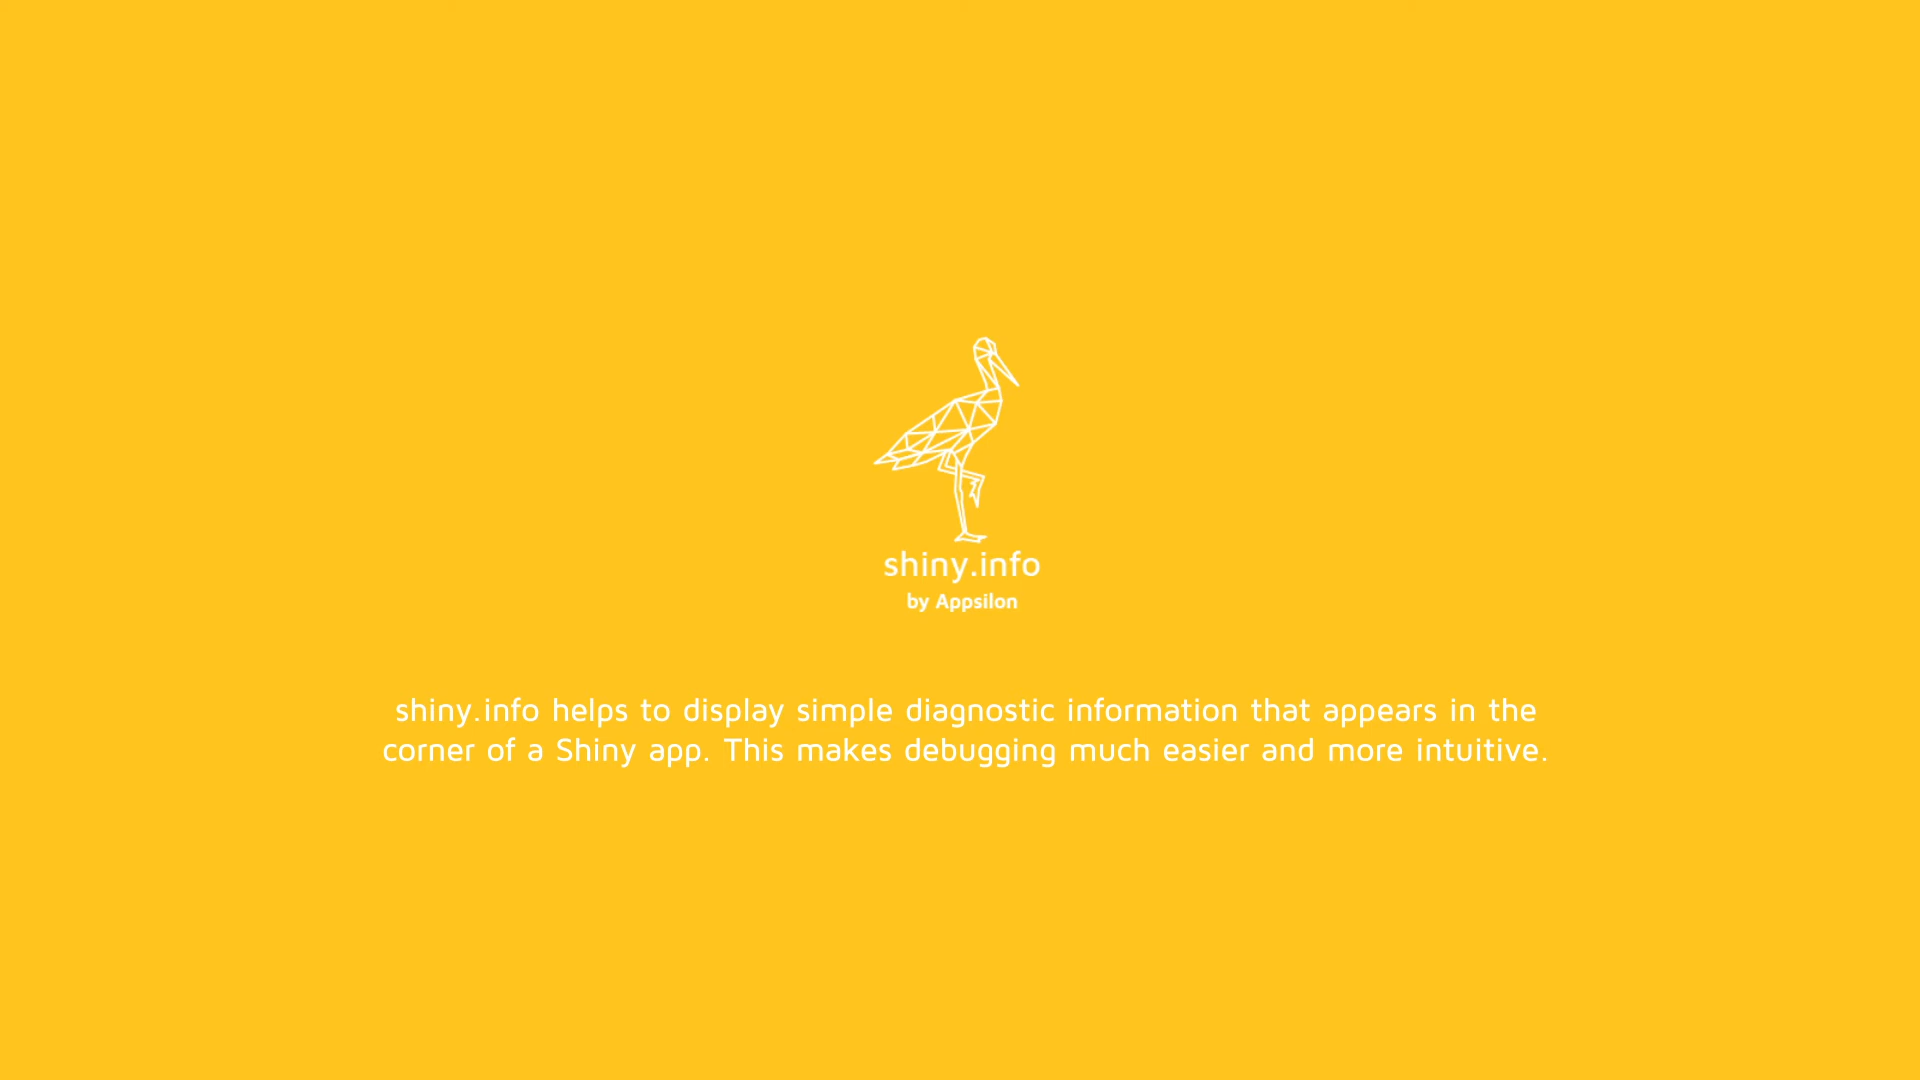 shiny.info
by Appsilon
shiny.info helps to display simple diagnostic information that appears in the
corner of a Shiny app. This makes debugging much easier and more intuitive.